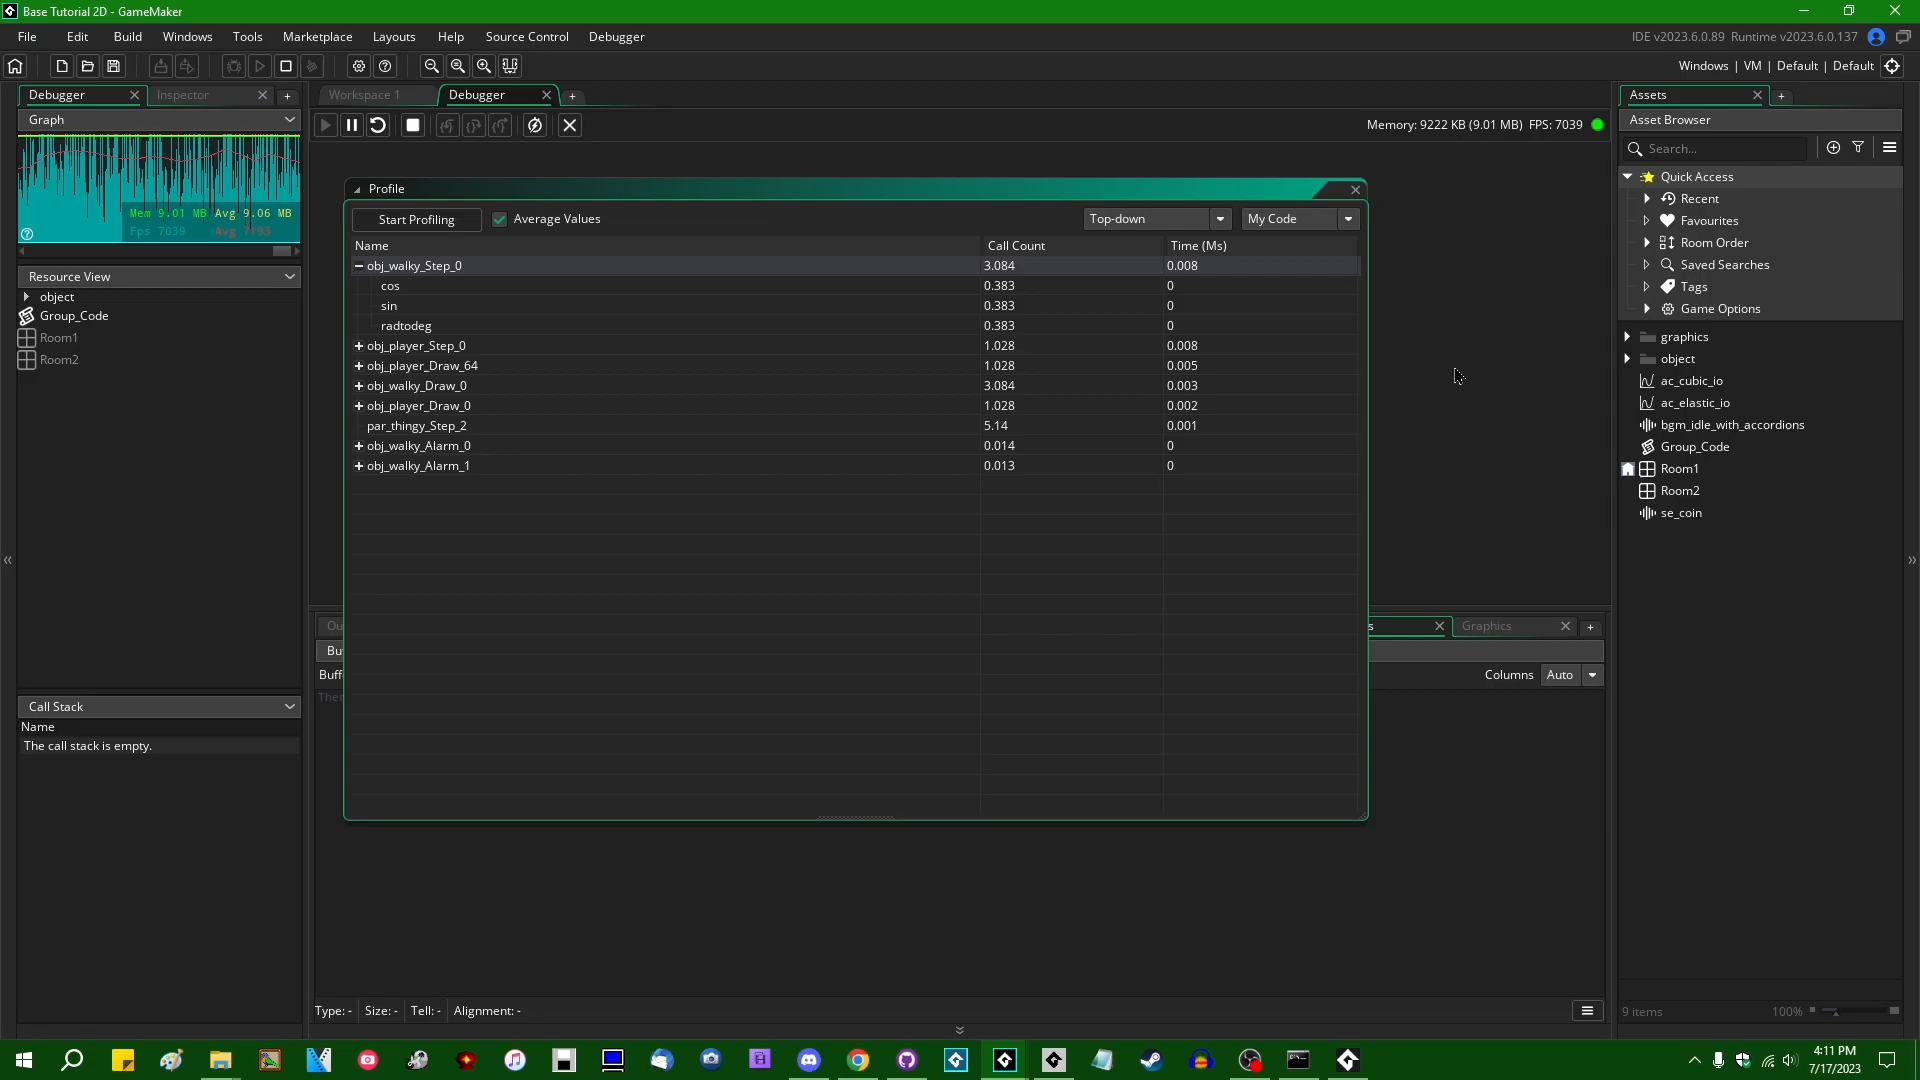 Base Tutorial 2D - GameMaker
File Edit Build Windows Tools Marketplace Layouts Help Source Control Debugger
IDE v2023.6.0.89 Runtime v2023.6.0.137
Windows | VM | Default | Default
Debugger
Inspector
Workspace 1
Debugger
Assets
Graph
Memory: 9222 KB (9.01 MB) FPS: 7039
Asset Browser
Search...
Mem 9.01 MB Avg 9.06 MB
Fps 7039 Avg 7193
Resource View
object
Group_Code
Room1
Room2
Call Stack
Name
The call stack is empty.
Profile
Start Profiling
Average Values
Top-down
My Code
Name Call Count Time (Ms)
obj_walky_Step_0 3.084 0.008
cos 0.383 0
sin 0.383 0
radtodeg 0.383 0
obj_player_Step_0 1.028 0.008
obj_player_Draw_64 1.028 0.005
obj_walky_Draw_0 3.084 0.003
obj_player_Draw_0 1.028 0.002
par_thingy_Step_2 5.14 0.001
obj_walky_Alarm_0 0.014 0
obj_walky_Alarm_1 0.013 0
Ou
s
Graphics
Bu
Buff
Columns Auto
Ther
Type: - Size: - Tell: - Alignment: -
Quick Access
Recent
Favourites
Room Order
Saved Searches
Tags
Game Options
graphics
object
ac_cubic_io
ac_elastic_io
bgm_idle_with_accordions
Group_Code
Room1
Room2
se_coin
9 items
100%
4:11 PM
7/17/2023